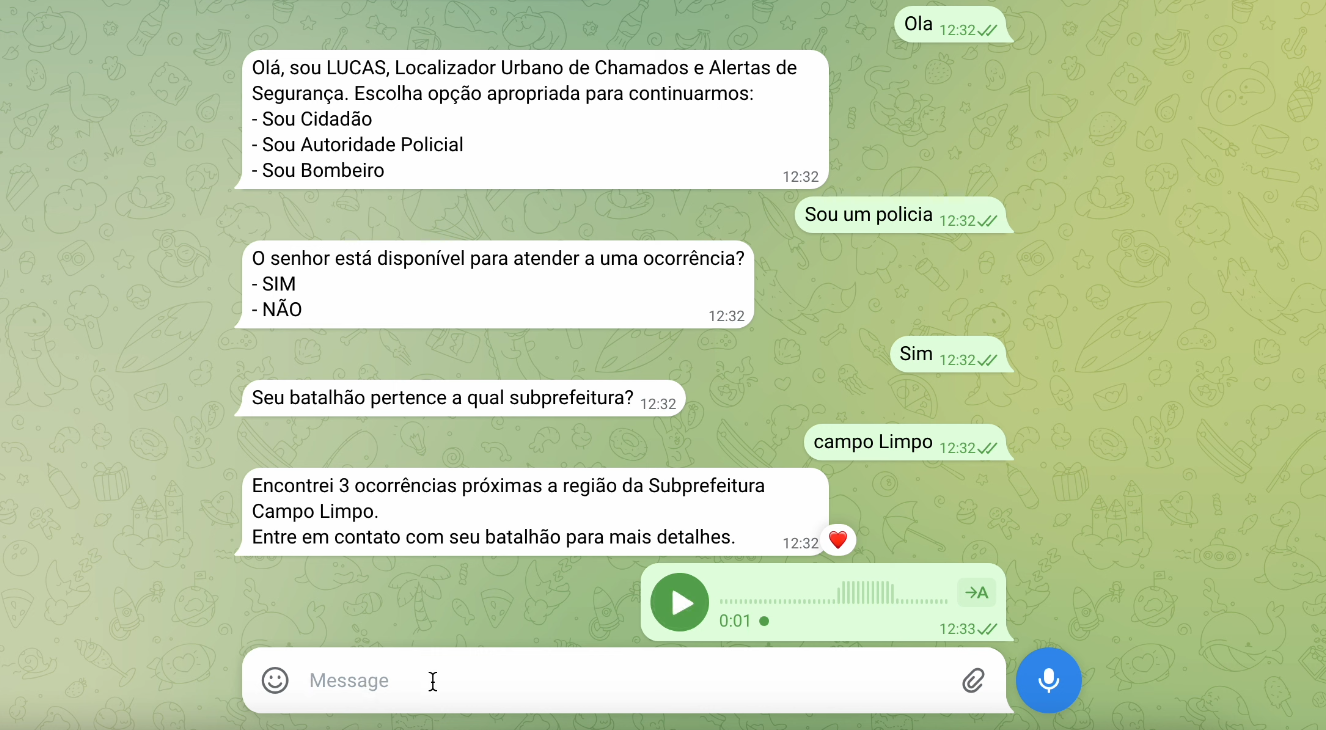 Ola 12:32
Olá, sou LUCAS, Localizador Urbano de Chamados e Alertas de
Segurança. Escolha opção apropriada para continuarmos:
- Sou Cidadão
- Sou Autoridade Policial
- Sou Bombeiro
12:32
Sou um policia 12:32
O senhor está disponível para atender a uma ocorrência?
- SIM
- NÃO
12:32
Sim 12:32
Seu batalhão pertence a qual subprefeitura? 12:32
campo Limpo 12:32
Encontrei 3 ocorrências próximas a região da Subprefeitura
Campo Limpo.
Entre em contato com seu batalhão para mais detalhes. 12:32
→A
0:01
12:33
Message